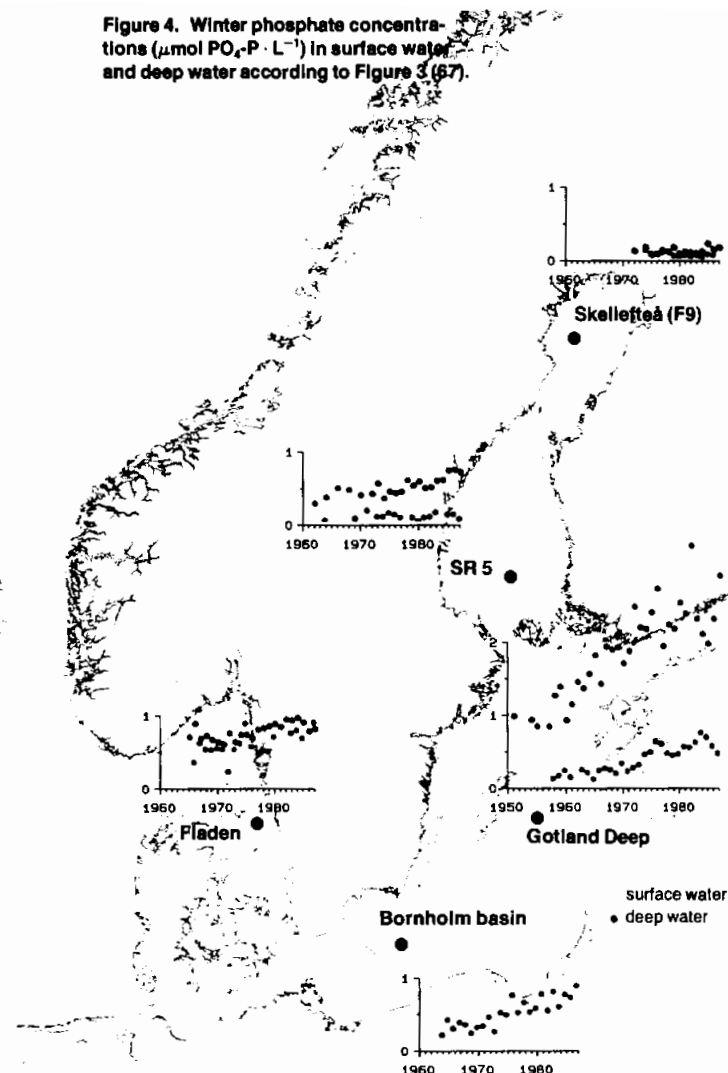 Figure 4. Winter phosphate concentra-
tions (μmol PO₄-P · L⁻¹) in surface water
and deep water according to Figure 3 (67).
1
0
1950 1970 1980
Skellefteå (F9)
1
0
1960 1970 1980
SR 5
2
1
0
1950 1960 1970 1980
Gotland Deep
1
0
1960 1970 1980
Fladen
Bornholm basin
surface water
• deep water
1
0
1960 1970 1980